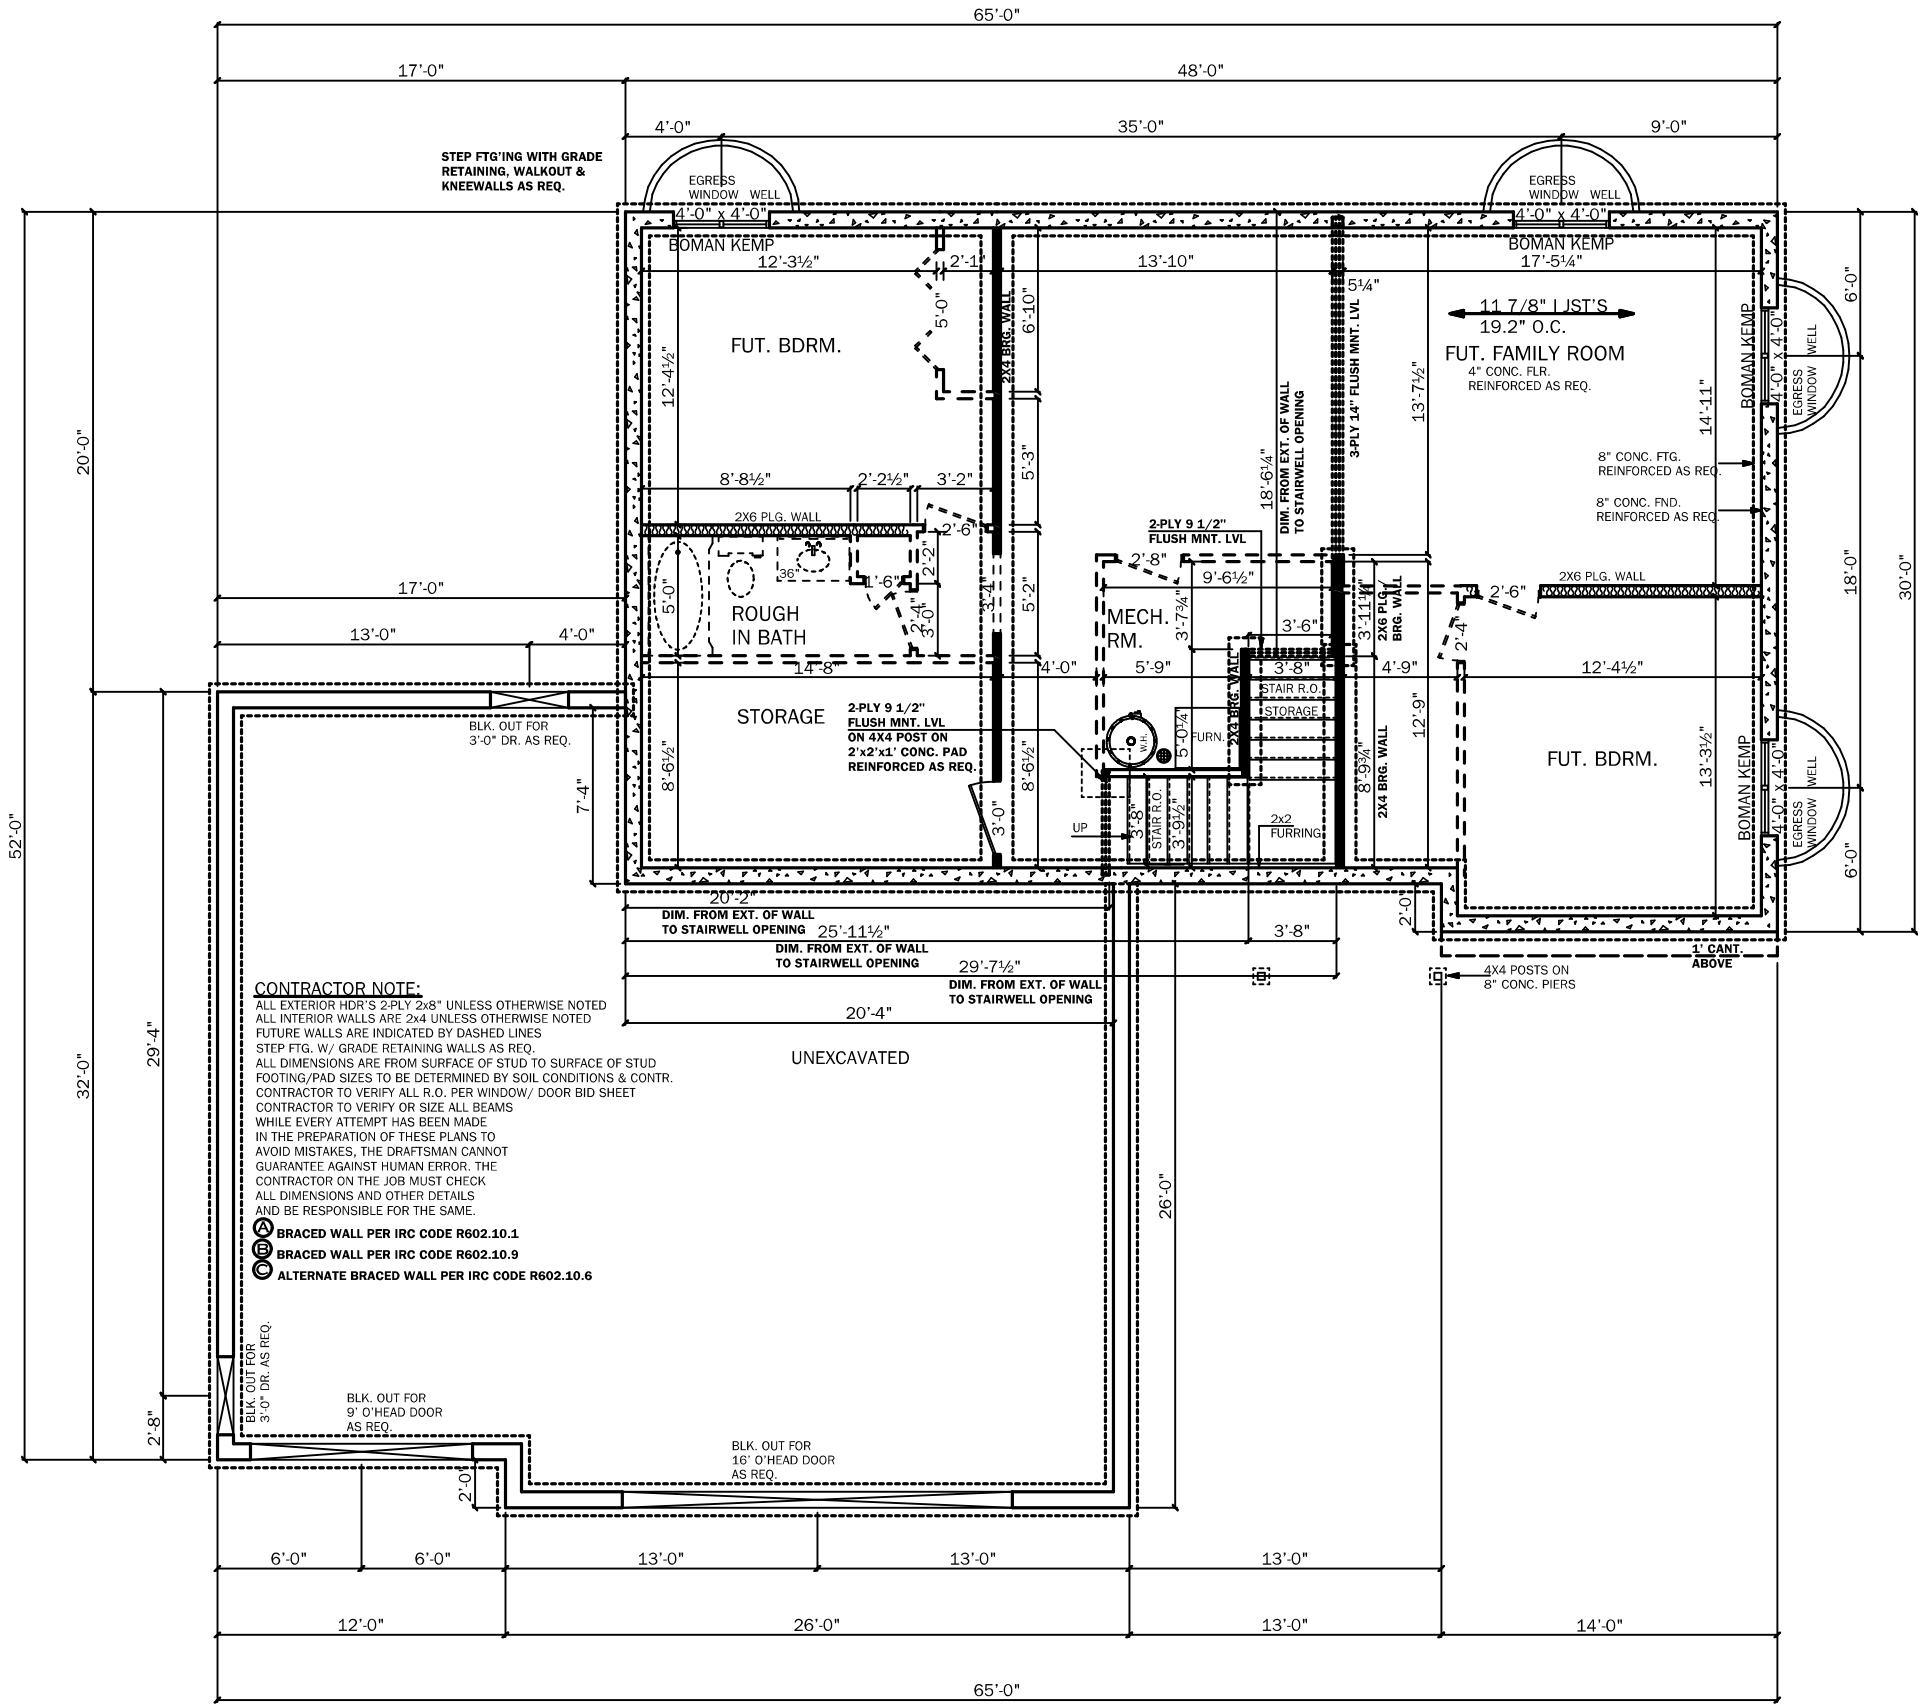 65'-0"
17'-0"
48'-0"
4'-0"
35'-0"
9'-0"
STEP FTG'ING WITH GRADE
RETAINING, WALKOUT &
KNEEWALLS AS REQ.
EGRESS
WINDOW WELL
4'-0" x 4'-0"
BOMAN KEMP
EGRESS
WINDOW WELL
4'-0" x 4'-0"
BOMAN KEMP
12'-3½"
2'-1"
13'-10"
17'-5¼"
5¼"
5'-0"
6'-10"
2X4 BRG. WALL
11 7/8" I JST'S
19.2" O.C.
FUT. FAMILY ROOM
4" CONC. FLR.
REINFORCED AS REQ.
FUT. BDRM.
12'-4½"
3-PLY 14" FLUSH MNT. LVL
13'-7½"
14'-11"
BOMAN KEMP
4'-0" x 4'-0"
EGRESS
WINDOW WELL
6'-0"
18'-6¼"
DIM. FROM EXT. OF WALL
TO STAIRWELL OPENING
5'-3"
8" CONC. FTG.
REINFORCED AS REQ.
8" CONC. FND.
REINFORCED AS REQ.
20'-0"
8'-8½"
2'-2½"
3'-2"
2X6 PLG. WALL
2'-6"
2'-2"
2-PLY 9 1/2"
FLUSH MNT. LVL
2'-8"
9'-6½"
36"
1'-6"
5'-0"
ROUGH
IN BATH
2'-4"
3'-0"
3'-4"
5'-2"
MECH.
RM.
3'-7¾"
3'-6"
3'-11¼"
2X6 PLG./
BRG. WALL
2X6 PLG. WALL
2'-6"
2'-4"
18'-0"
30'-0"
17'-0"
13'-0"
4'-0"
14'-8"
4'-0"
5'-9"
3'-8"
4'-9"
12'-4½"
STAIR R.O.
STORAGE
STORAGE
2-PLY 9 1/2"
FLUSH MNT. LVL
ON 4X4 POST ON
2'x2'x1' CONC. PAD
REINFORCED AS REQ.
W.H.
5'-0¼"
FURN.
2X4 BRG. WALL
8'-9¾"
2X4 BRG. WALL
12'-9"
13'-3½"
FUT. BDRM.
BOMAN KEMP
4'-0" x 4'-0"
EGRESS
WINDOW WELL
6'-0"
BLK. OUT FOR
3'-0" DR. AS REQ.
7'-4"
8'-6½"
8'-6½"
3'-0"
UP
3'-8"
STAIR R.O.
3'-9½"
2x2
FURRING
52'-0"
32'-0"
29'-4"
20'-2"
DIM. FROM EXT. OF WALL
TO STAIRWELL OPENING
25'-11½"
3'-8"
DIM. FROM EXT. OF WALL
TO STAIRWELL OPENING
29'-7½"
DIM. FROM EXT. OF WALL
TO STAIRWELL OPENING
20'-4"
2'-0"
1' CANT.
ABOVE
4X4 POSTS ON
8" CONC. PIERS
UNEXCAVATED
CONTRACTOR NOTE:
ALL EXTERIOR HDR'S 2-PLY 2x8" UNLESS OTHERWISE NOTED
ALL INTERIOR WALLS ARE 2x4 UNLESS OTHERWISE NOTED
FUTURE WALLS ARE INDICATED BY DASHED LINES
STEP FTG. W/ GRADE RETAINING WALLS AS REQ.
ALL DIMENSIONS ARE FROM SURFACE OF STUD TO SURFACE OF STUD
FOOTING/PAD SIZES TO BE DETERMINED BY SOIL CONDITIONS & CONTR.
CONTRACTOR TO VERIFY ALL R.O. PER WINDOW/ DOOR BID SHEET
CONTRACTOR TO VERIFY OR SIZE ALL BEAMS
WHILE EVERY ATTEMPT HAS BEEN MADE
IN THE PREPARATION OF THESE PLANS TO
AVOID MISTAKES, THE DRAFTSMAN CANNOT
GUARANTEE AGAINST HUMAN ERROR. THE
CONTRACTOR ON THE JOB MUST CHECK
ALL DIMENSIONS AND OTHER DETAILS
AND BE RESPONSIBLE FOR THE SAME.
A BRACED WALL PER IRC CODE R602.10.1
B BRACED WALL PER IRC CODE R602.10.9
C ALTERNATE BRACED WALL PER IRC CODE R602.10.6
26'-0"
BLK. OUT FOR
3'-0" DR. AS REQ.
2'-8"
BLK. OUT FOR
9' O'HEAD DOOR
AS REQ.
2'-0"
BLK. OUT FOR
16' O'HEAD DOOR
AS REQ.
6'-0"
6'-0"
13'-0"
13'-0"
13'-0"
12'-0"
26'-0"
13'-0"
14'-0"
65'-0"